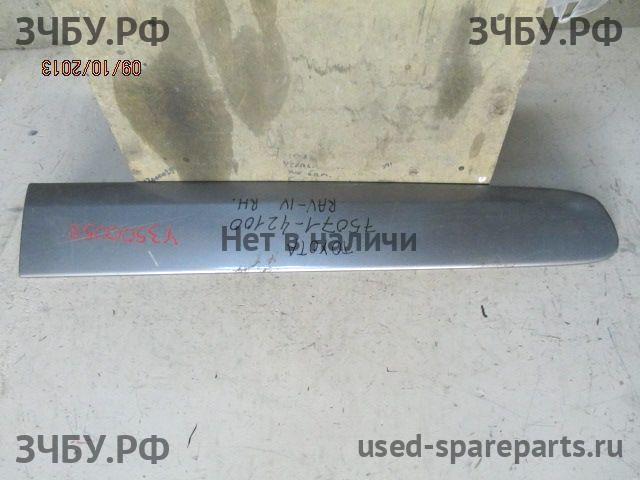 ЗЧБУ.РФ
ЗЧБУ.РФ
09/10/2013
TOYOTA
75071-42100
RAV-IV RH.
Y3500058
Нет в наличи
ЗЧБУ.РФ
used-spareparts.ru